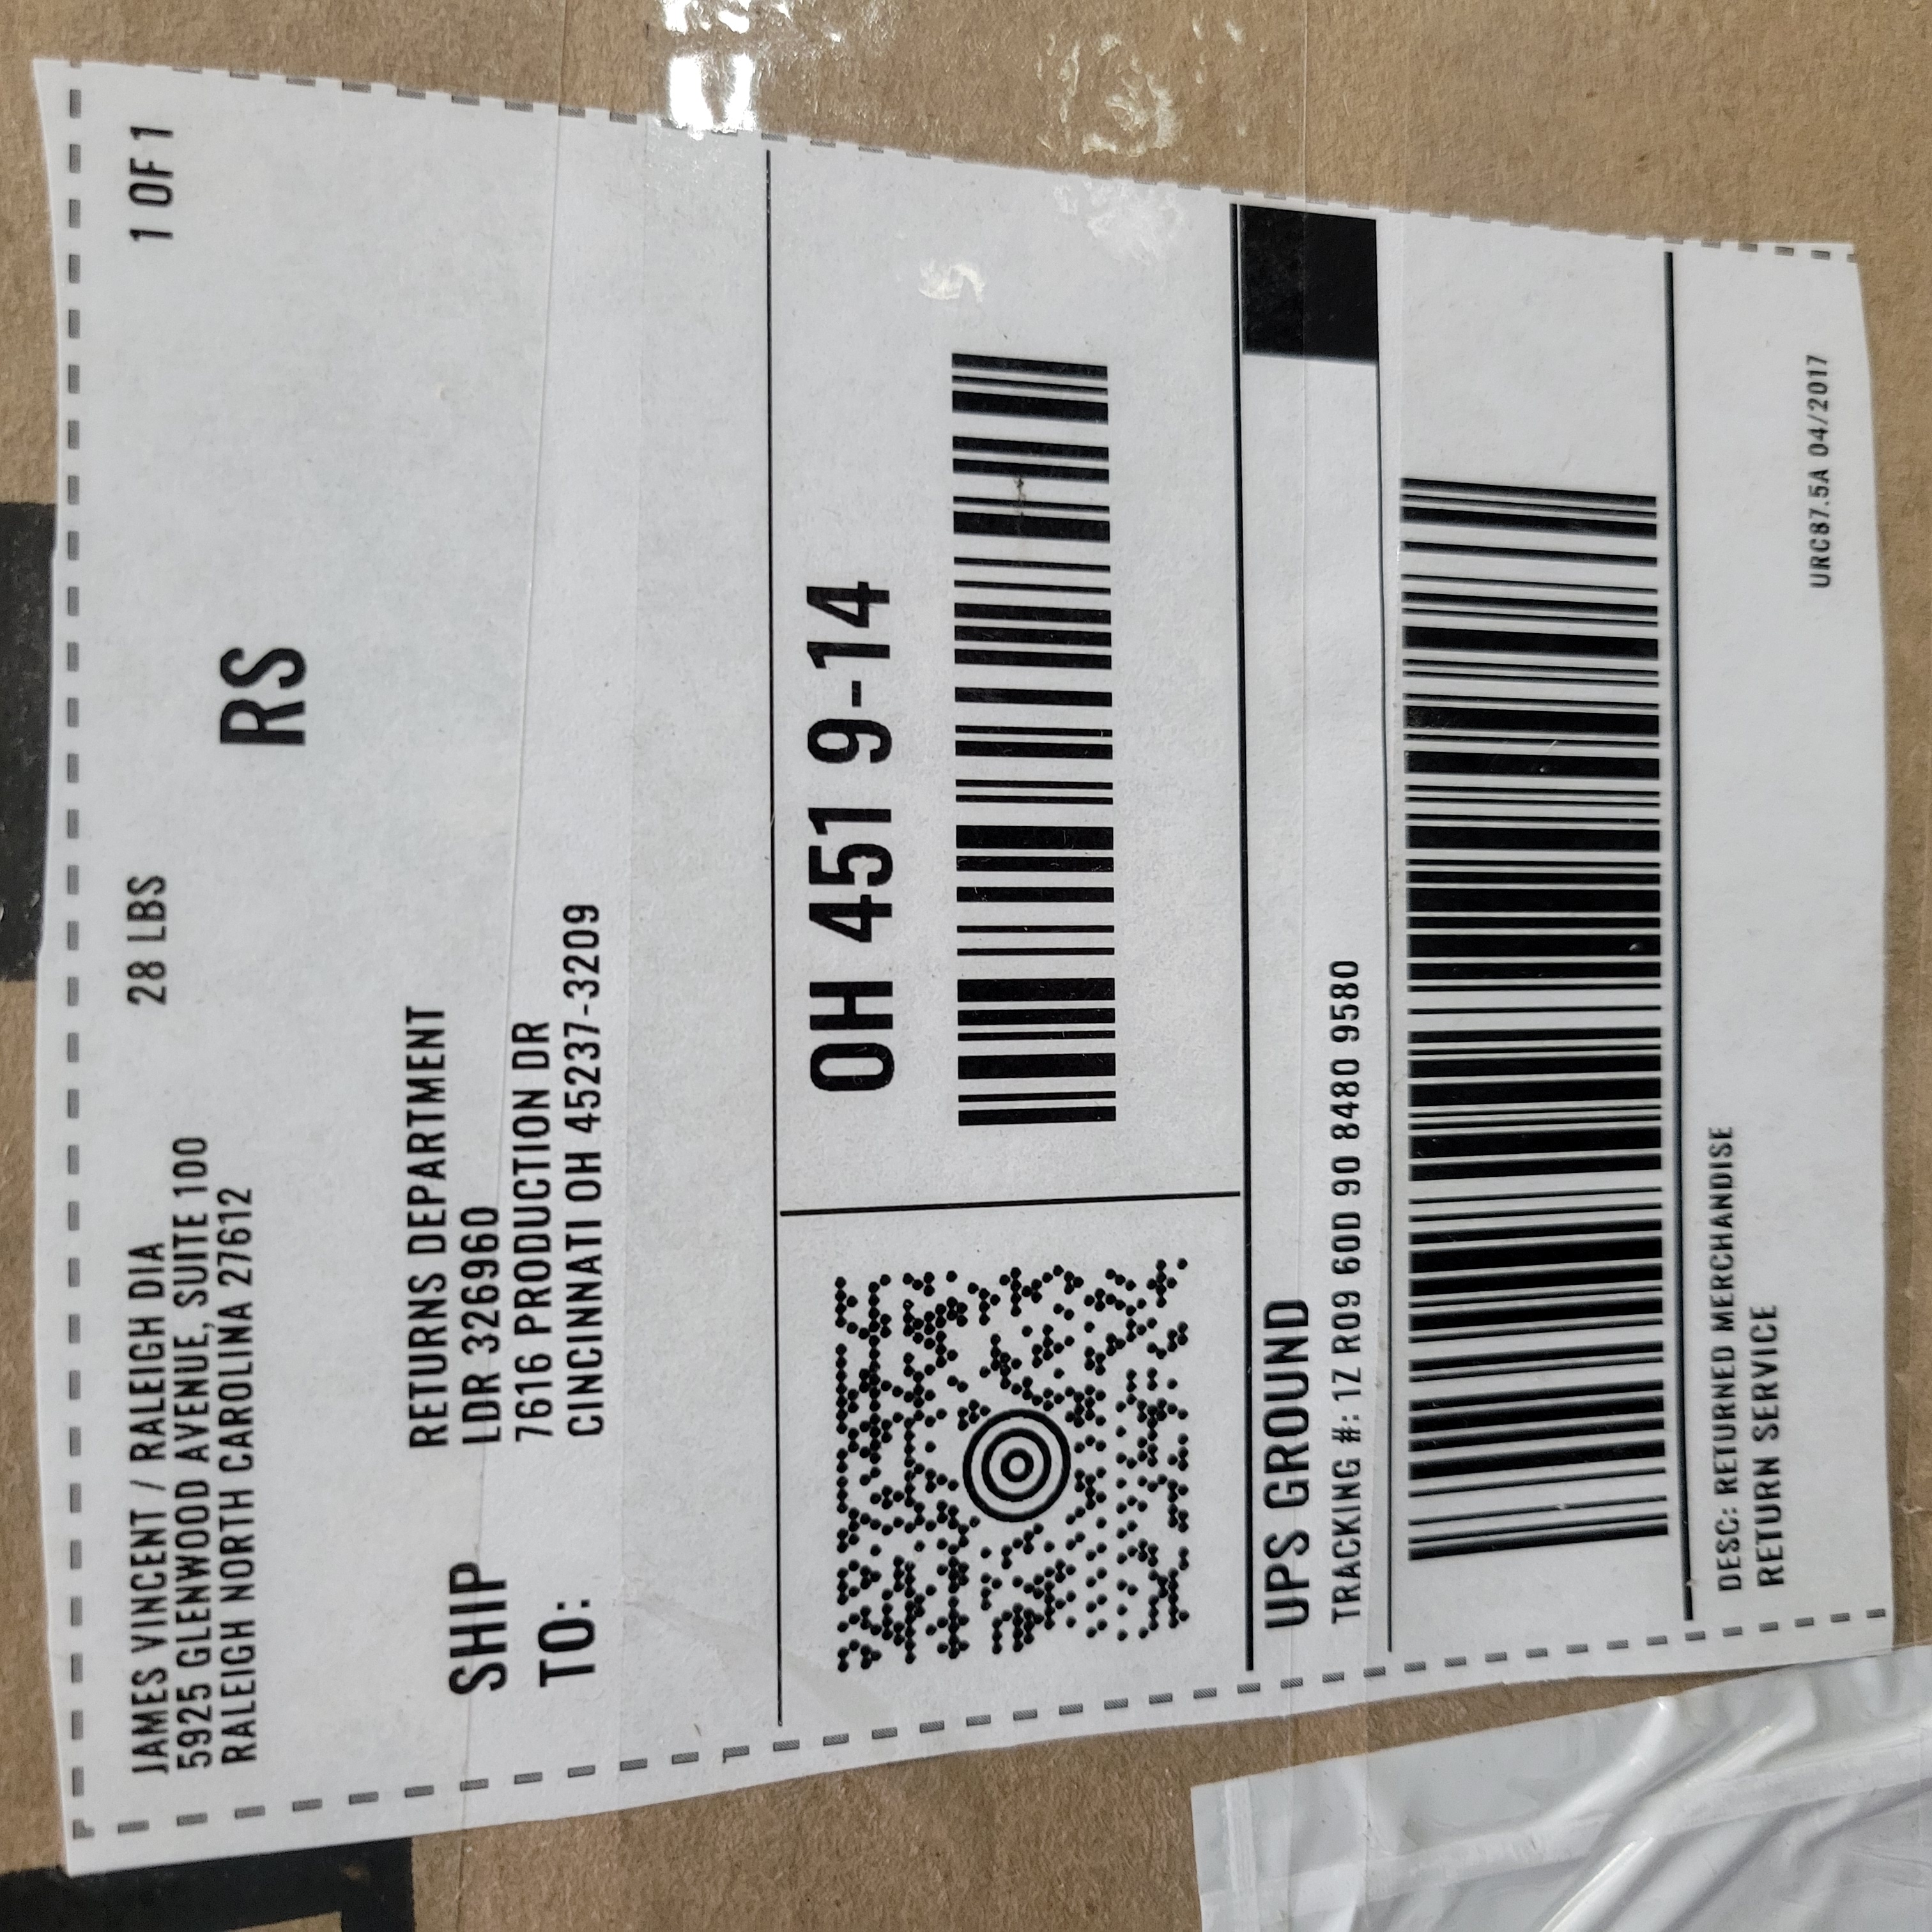 JAMES VINCENT / RALEIGH DIA
5925 GLENWOOD AVENUE, SUITE 100
RALEIGH NORTH CAROLINA 27612
28 LBS
1 OF 1
RS
SHIP
TO:
RETURNS DEPARTMENT
LDR 326960
7616 PRODUCTION DR
CINCINNATI OH 45237-3209
OH 451 9-14
UPS GROUND
TRACKING #: 1Z R09 60D 90 8480 9580
DESC: RETURNED MERCHANDISE
RETURN SERVICE
URC87.5A 04/2017